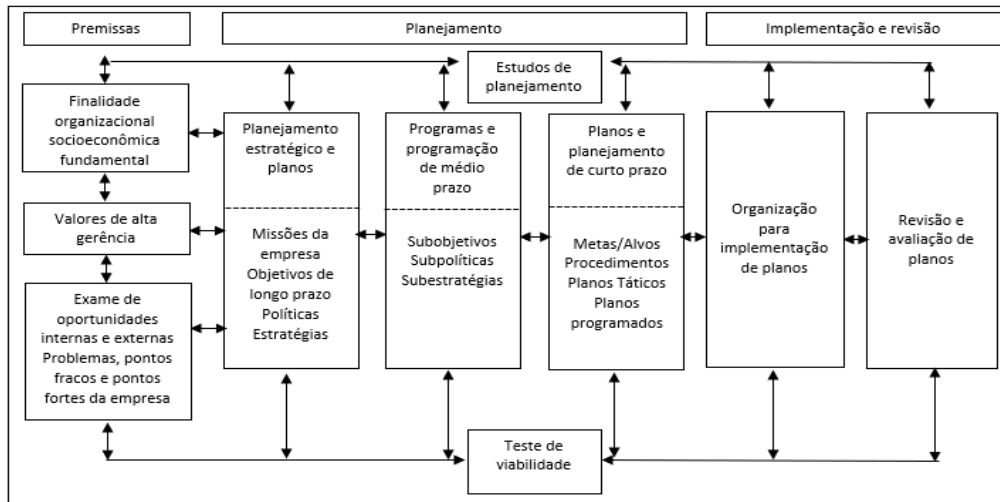 Premissas
Planejamento
Implementação e revisão
Estudos de
planejamento
Finalidade
organizacional
socioeconômica
fundamental
Valores de alta
gerência
Exame de
oportunidades
internas e externas
Problemas, pontos
fracos e pontos
fortes da empresa
Planejamento
estratégico e
planos
Missões da
empresa
Objetivos de
longo prazo
Políticas
Estratégias
Programas e
programação
de médio
prazo
Subobjetivos
Subpolíticas
Subestratégias
Planos e
planejamento
de curto prazo
Metas/Alvos
Procedimentos
Planos Táticos
Planos
programados
Organização
para
implementação
de planos
Revisão e
avaliação de
planos
Teste de
viabilidade